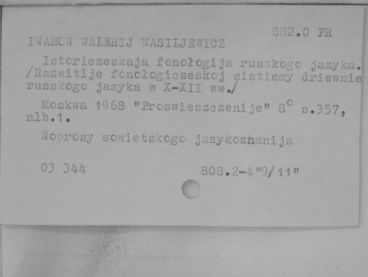 882.0 FR
IWANOW WALERIJ WASILJEWICZ
Istoriczeskaja fonołogija russkogo jazyka.
/Razwitije fonołogiczeskoj sistiemy driewnie
russkogo jazyka w X-XII ww./
Moskwa 1968 "Proswieszczenije" 8° s.357,
nlb.1.
Woprosy sowietskogo jazykoznanija
03 344 808.2-4"9/11"